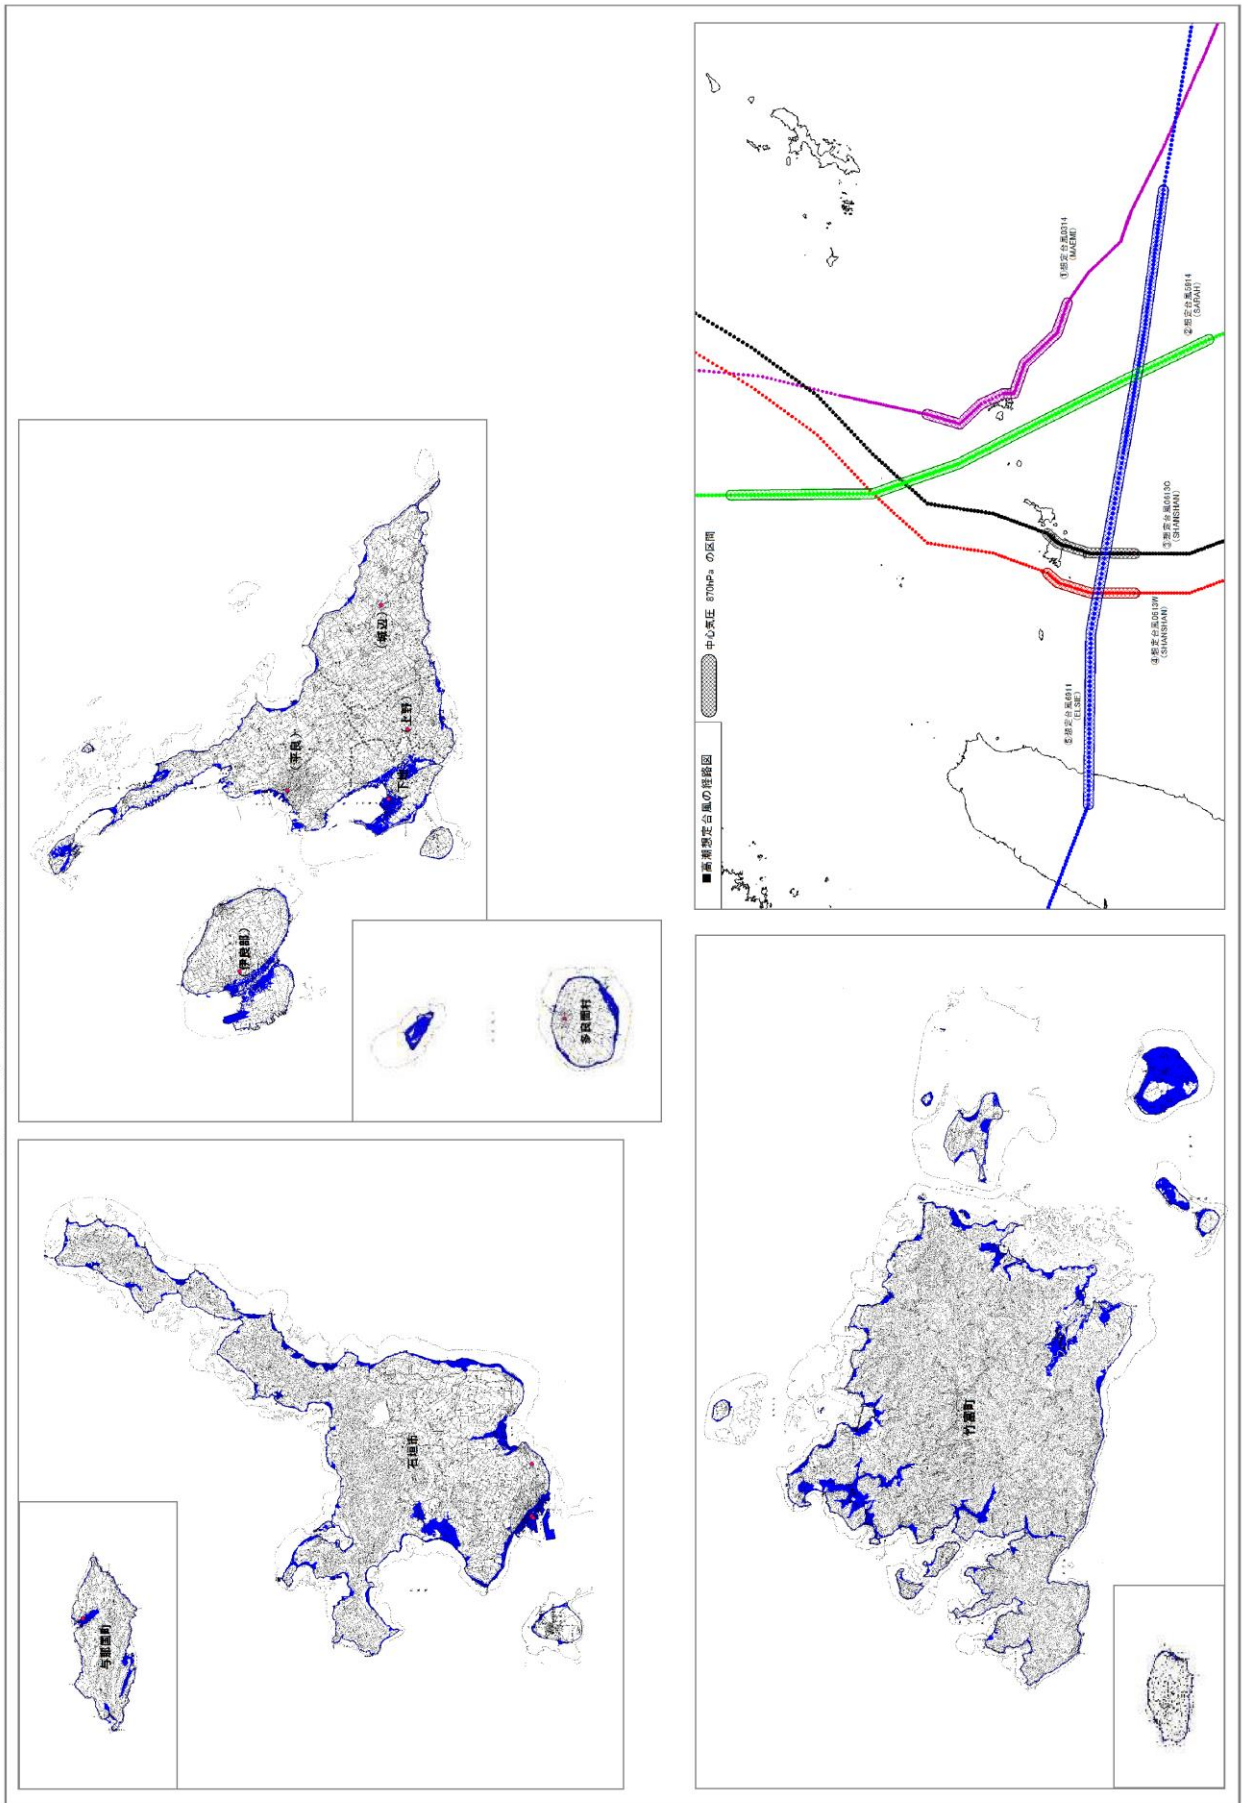 与那国町
石垣市
(伊良部)
(平良)
(城辺)
上野)
多良間村
竹富町
■高潮想定台風の経路図
中心気圧 870hPa の区間
①想定台風0314
(MAEMI)
②想定台風5914
(SARAH)
③想定台風0613O
(SHANSHAN)
④想定台風0613W
(SHANSHAN)
⑤想定台風6911
(ELSIE)